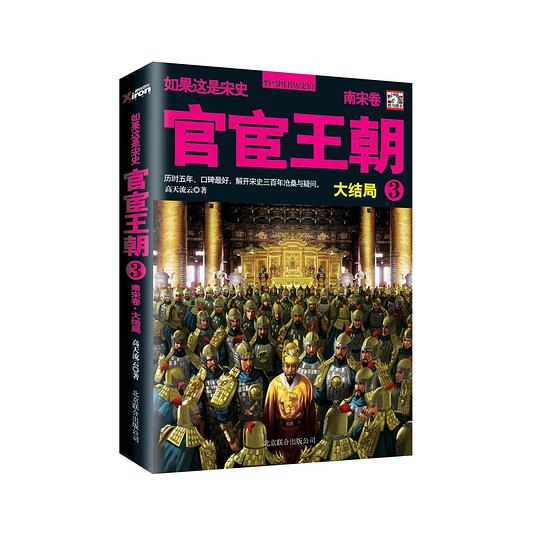 Xiron
如果这是宋史
官宦王朝
3
南宋卷·大结局
高天流云◎著
北京联合出版公司
如果这是宋史
南宋卷
官宦王朝
历时五年，口碑最好，解开宋史三百年沧桑与疑问。
高天流云◎著
大结局 3
北京联合出版公司